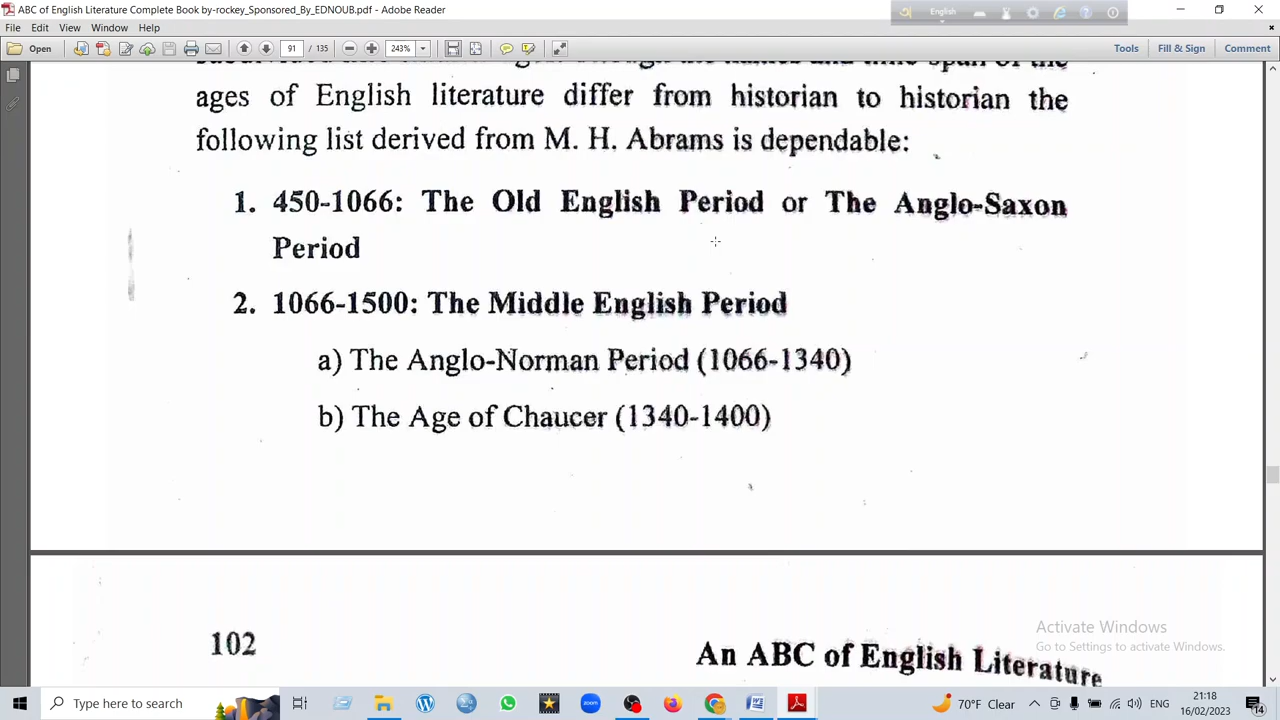 ABC of English Literature Complete Book by-rockey_Sponsored_By_EDNOUB.pdf - Adobe Reader
English
File Edit View Window Help
Open 91 / 135 243% Tools Fill & Sign Comment
ages of English literature differ from historian to historian the
following list derived from M. H. Abrams is dependable:
1. 450-1066: The Old English Period or The Anglo-Saxon
Period
2. 1066-1500: The Middle English Period
a) The Anglo-Norman Period (1066-1340)
b) The Age of Chaucer (1340-1400)
102
An ABC of English Literature
Activate Windows
Go to Settings to activate Windows.
Type here to search
70°F Clear
ENG
21:18
16/02/2023
14